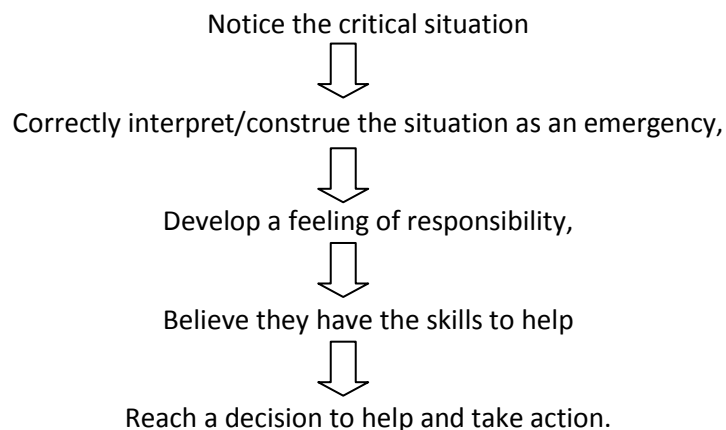 Notice the critical situation
Correctly interpret/construe the situation as an emergency,
Develop a feeling of responsibility,
Believe they have the skills to help
Reach a decision to help and take action.